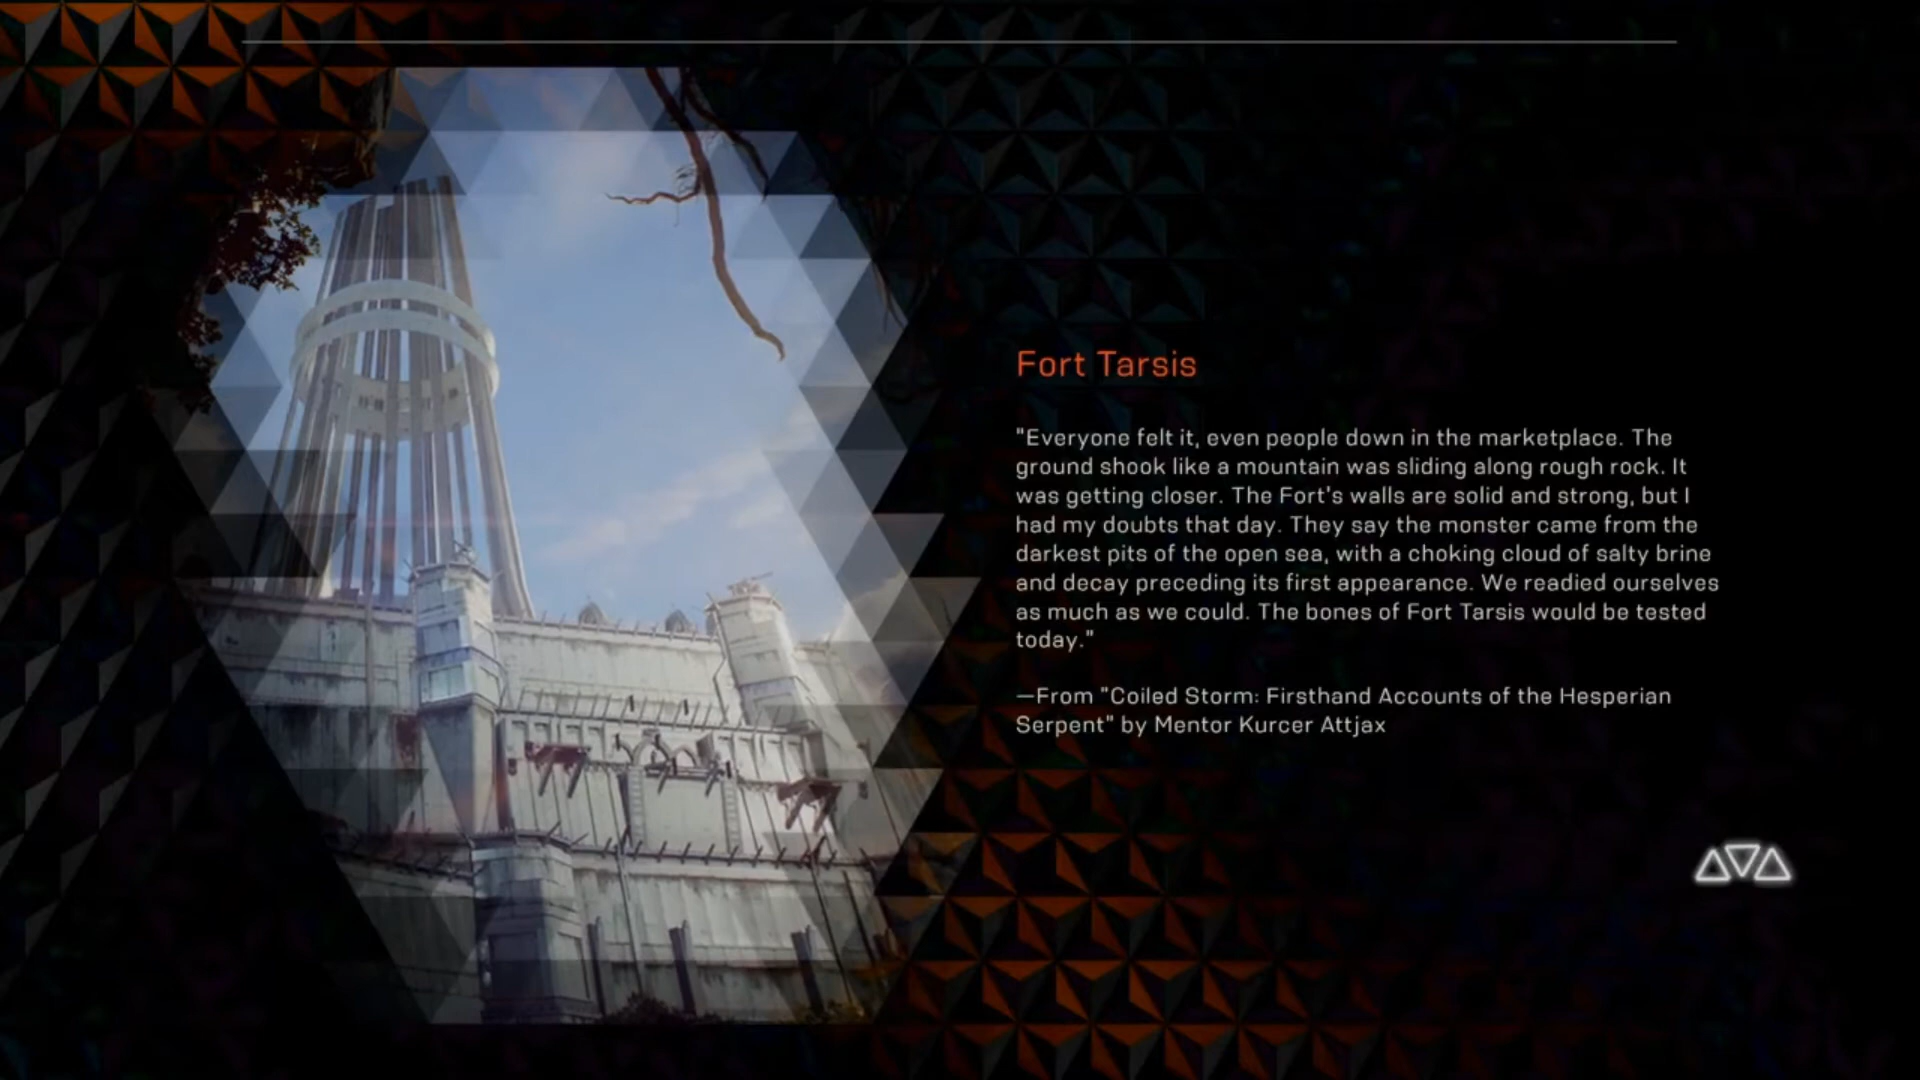 Fort Tarsis
"Everyone felt it, even people down in the marketplace. The
ground shook like a mountain was sliding along rough rock. It
was getting closer. The Fort's walls are solid and strong, but I
had my doubts that day. They say the monster came from the
darkest pits of the open sea, with a choking cloud of salty brine
and decay preceding its first appearance. We readied ourselves
as much as we could. The bones of Fort Tarsis would be tested
today."
—From "Coiled Storm: Firsthand Accounts of the Hesperian
Serpent" by Mentor Kurcer Attjax